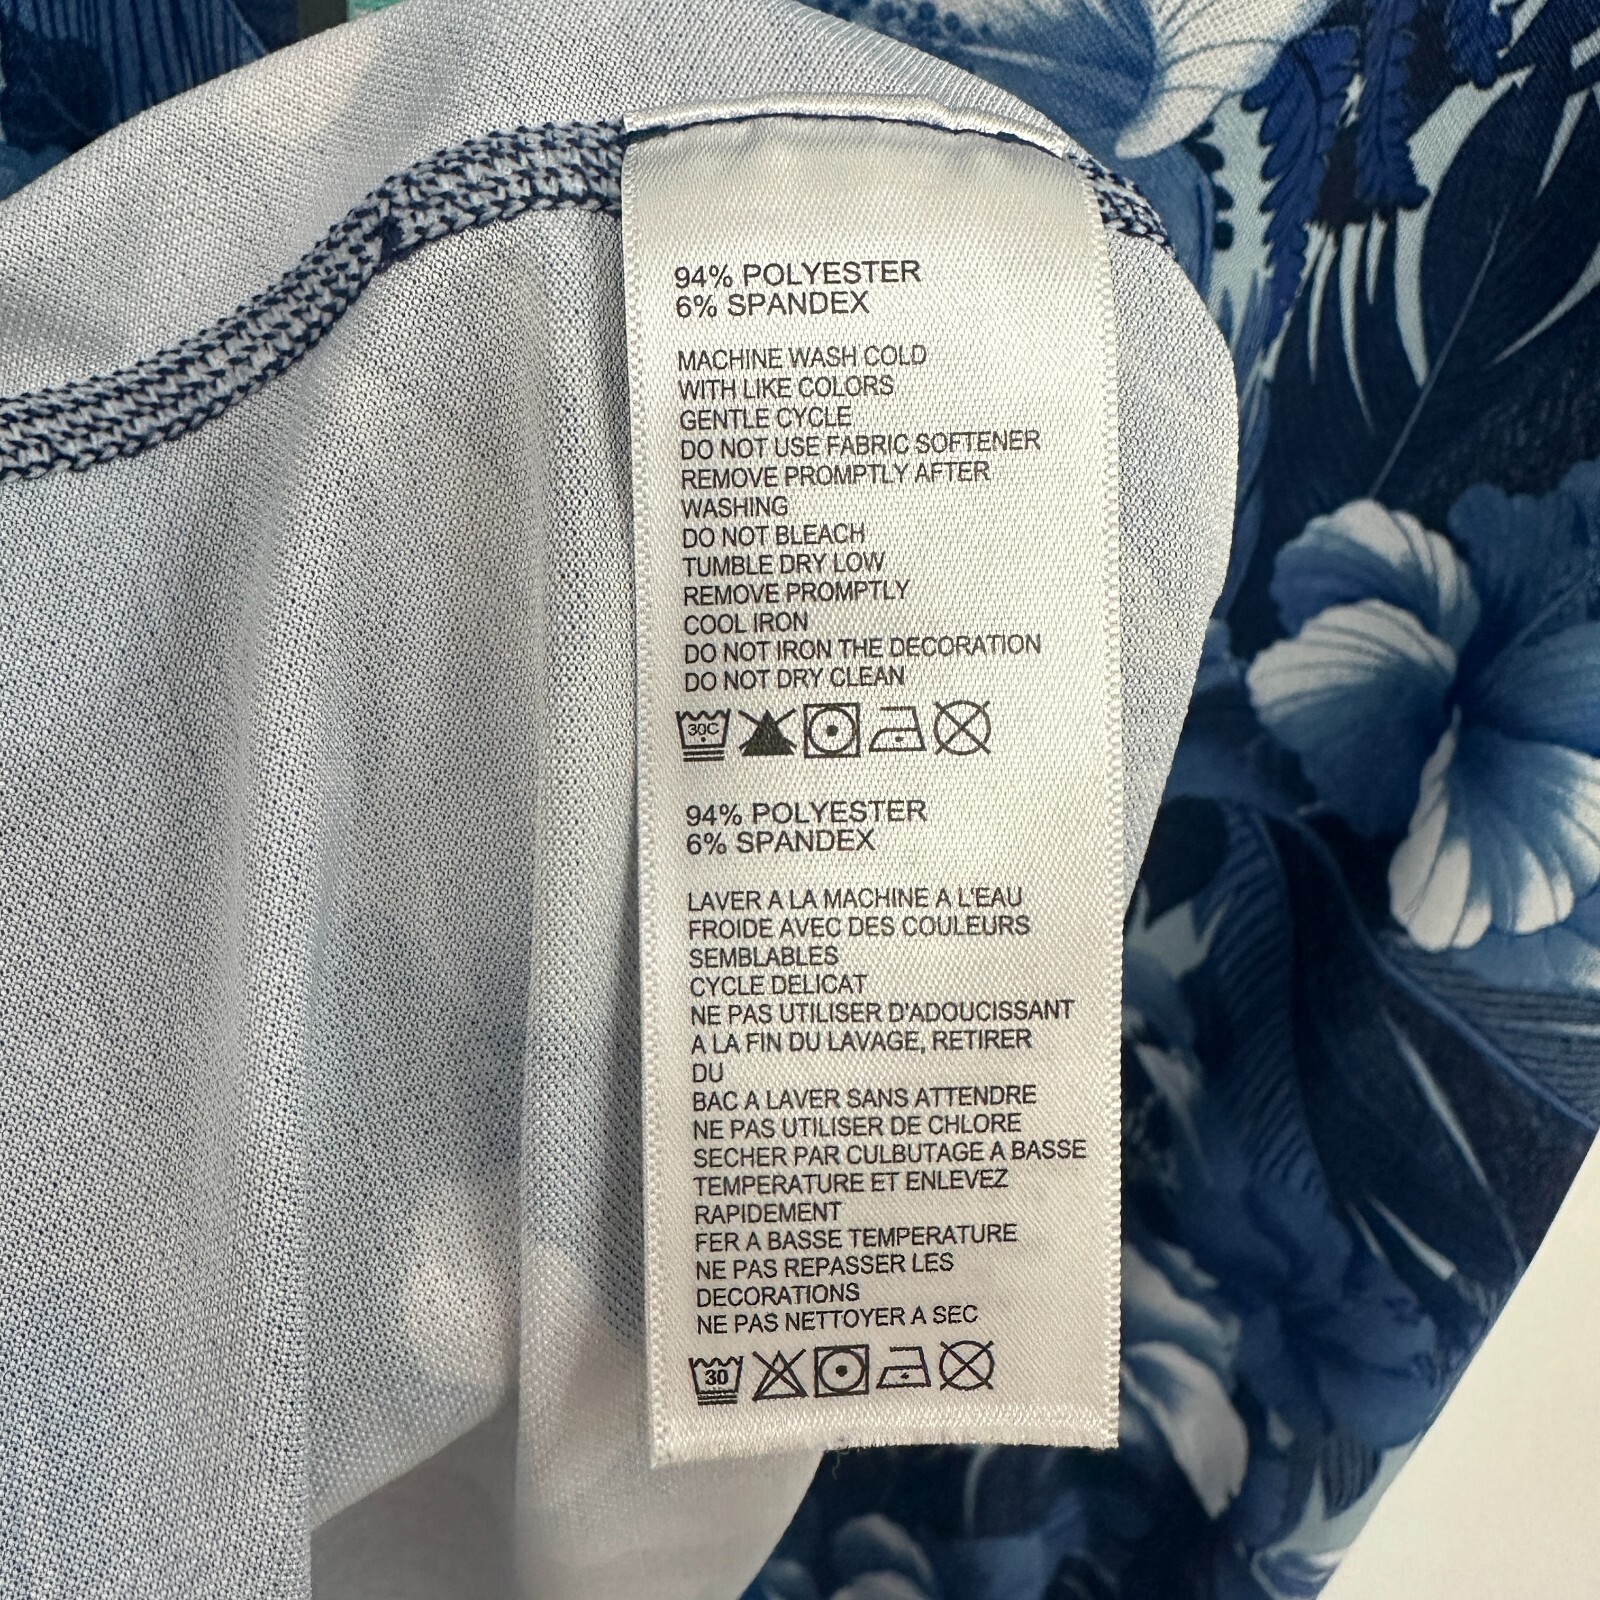 94% POLYESTER
6% SPANDEX
MACHINE WASH COLD
WITH LIKE COLORS
GENTLE CYCLE
DO NOT USE FABRIC SOFTENER
REMOVE PROMPTLY AFTER
WASHING
DO NOT BLEACH
TUMBLE DRY LOW
REMOVE PROMPTLY
COOL IRON
DO NOT IRON THE DECORATION
DO NOT DRY CLEAN
30C
94% POLYESTER
6% SPANDEX
LAVER A LA MACHINE A L'EAU
FROIDE AVEC DES COULEURS
SEMBLABLES
CYCLE DELICAT
NE PAS UTILISER D'ADOUCISSANT
A LA FIN DU LAVAGE, RETIRER
DU
BAC A LAVER SANS ATTENDRE
NE PAS UTILISER DE CHLORE
SECHER PAR CULBUTAGE A BASSE
TEMPERATURE ET ENLEVEZ
RAPIDEMENT
FER A BASSE TEMPERATURE
NE PAS REPASSER LES
DECORATIONS
NE PAS NETTOYER A SEC
30